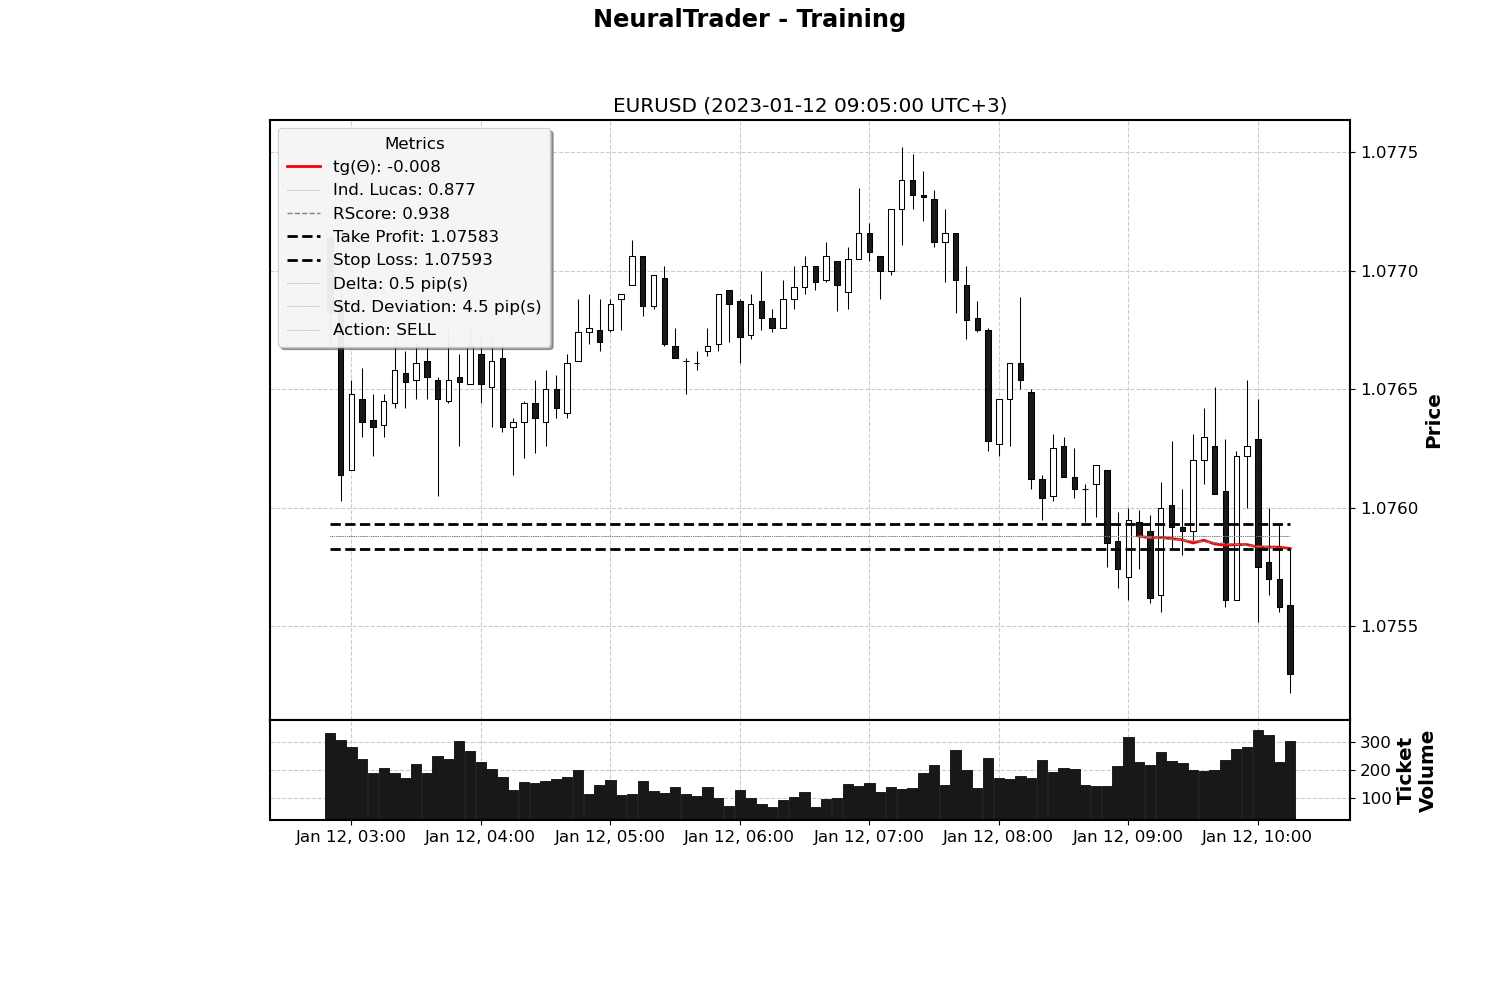 NeuralTrader - Training
EURUSD (2023-01-12 09:05:00 UTC+3)
Metrics
tg(Θ): -0.008
Ind. Lucas: 0.877
RScore: 0.938
Take Profit: 1.07583
Stop Loss: 1.07593
Delta: 0.5 pip(s)
Std. Deviation: 4.5 pip(s)
Action: SELL
1.0775
1.0770
1.0765
1.0760
1.0755
Price
300
200
100
Ticket
Volume
Jan 12, 03:00
Jan 12, 04:00
Jan 12, 05:00
Jan 12, 06:00
Jan 12, 07:00
Jan 12, 08:00
Jan 12, 09:00
Jan 12, 10:00